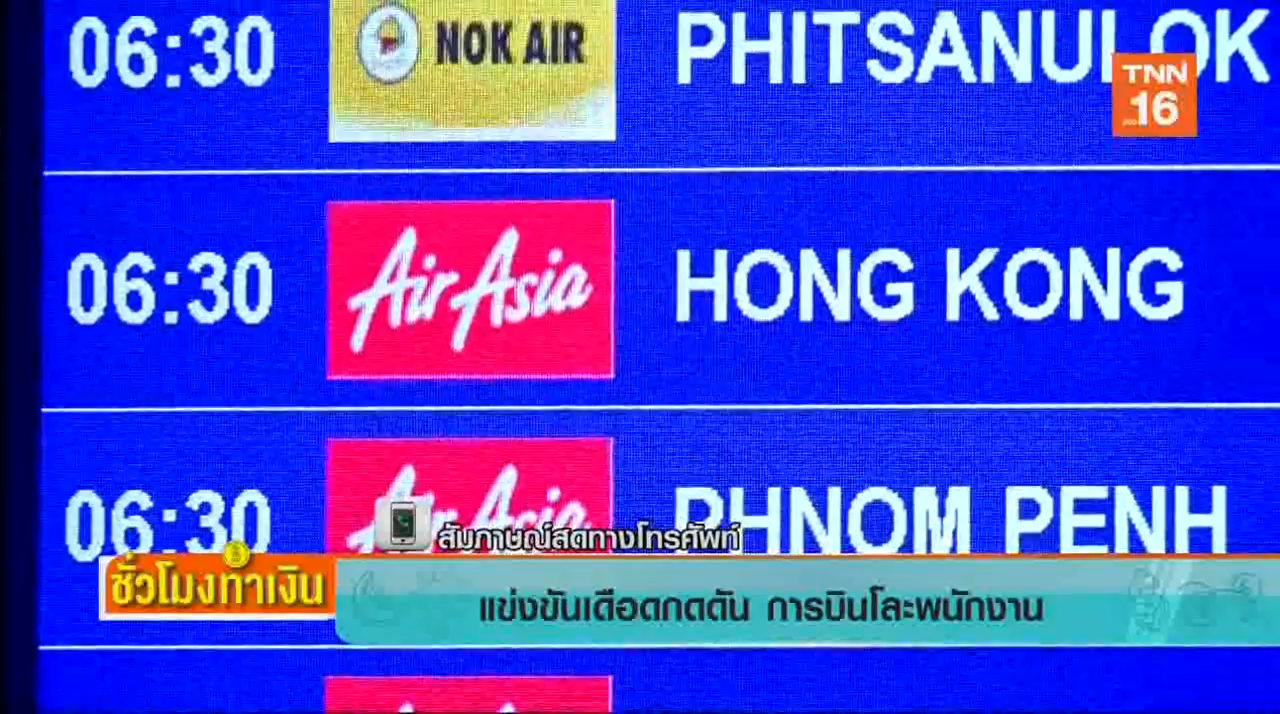 06:30 NOK AIR PHITSANULOK
TNN
16
06:30 AirAsia HONG KONG
06:30 AirAsia PHNOM PENH
สัมภาษณ์สดทางโทรศัพท์
ชั่วโมงทำเงิน
แข่งขันเดือดกดดัน การบินโละพนักงาน